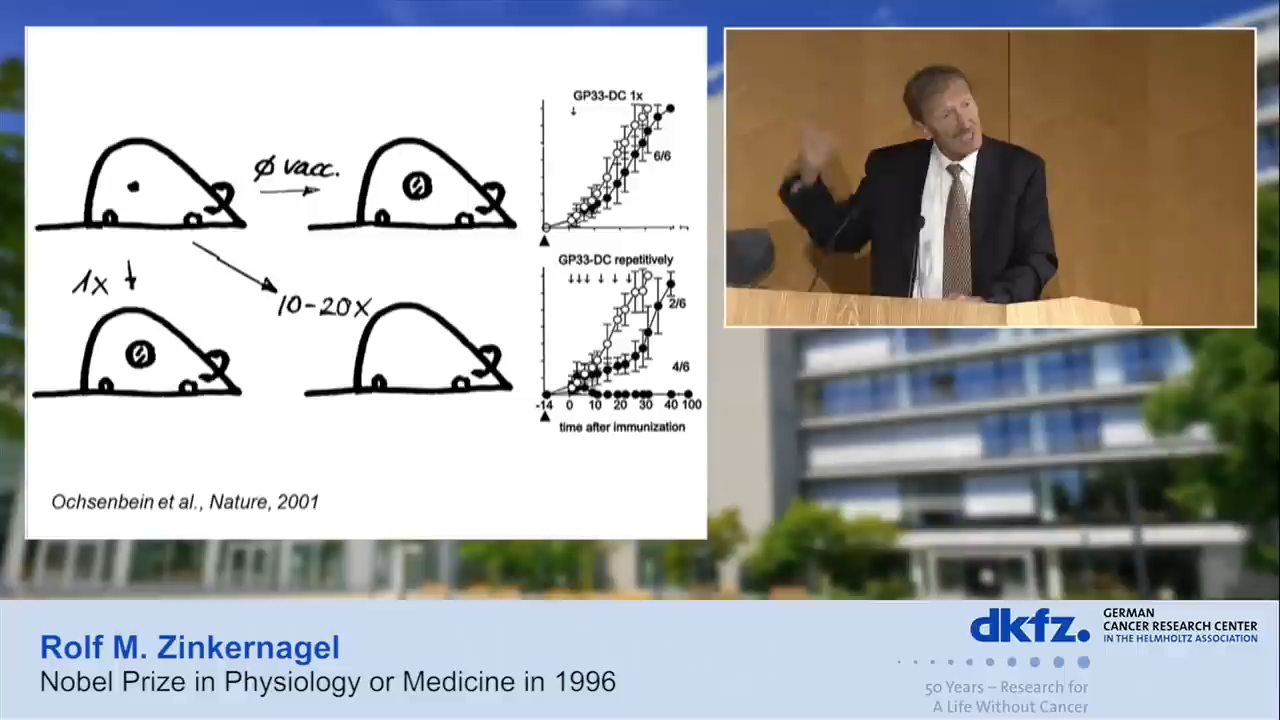 GP33-DC 1x
Ø vacc.
6/6
GP33-DC repetitively
1x
10-20x
2/6
4/6
-14 0 10 20 30 40 100
time after immunization
Ochsenbein et al., Nature, 2001
Rolf M. Zinkernagel
Nobel Prize in Physiology or Medicine in 1996
dkfz.
GERMAN
CANCER RESEARCH CENTER
IN THE HELMHOLTZ ASSOCIATION
50 Years – Research for
A Life Without Cancer